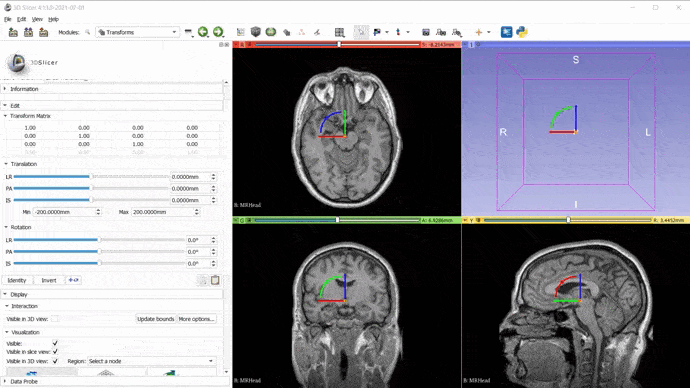 3D Slicer 4.13.0-2021-07-01
File Edit View Help
Modules: Transforms
3DSlicer
R S: -8.2143mm
1
Information
Edit
Transform Matrix
1.00 0.00 0.00 0.00
0.00 1.00 0.00 0.00
0.00 0.00 1.00 0.00
Translation
LR 0.0000mm
PA 0.0000mm
IS 0.0000mm
Min -200.0000mm Max 200.0000mm
Rotation
LR 0.0°
PA 0.0°
IS 0.0°
Identity Invert
Display
Interaction
Visible in 3D view:
Update bounds More options...
Visualization
Visible:
Visible in slice view:
Visible in 3D view: Region: Select a node
Data Probe
B: MRHead
S
R L
I
G A: 6.9286mm
B: MRHead
Y R: 3.4452mm
B: MRHead